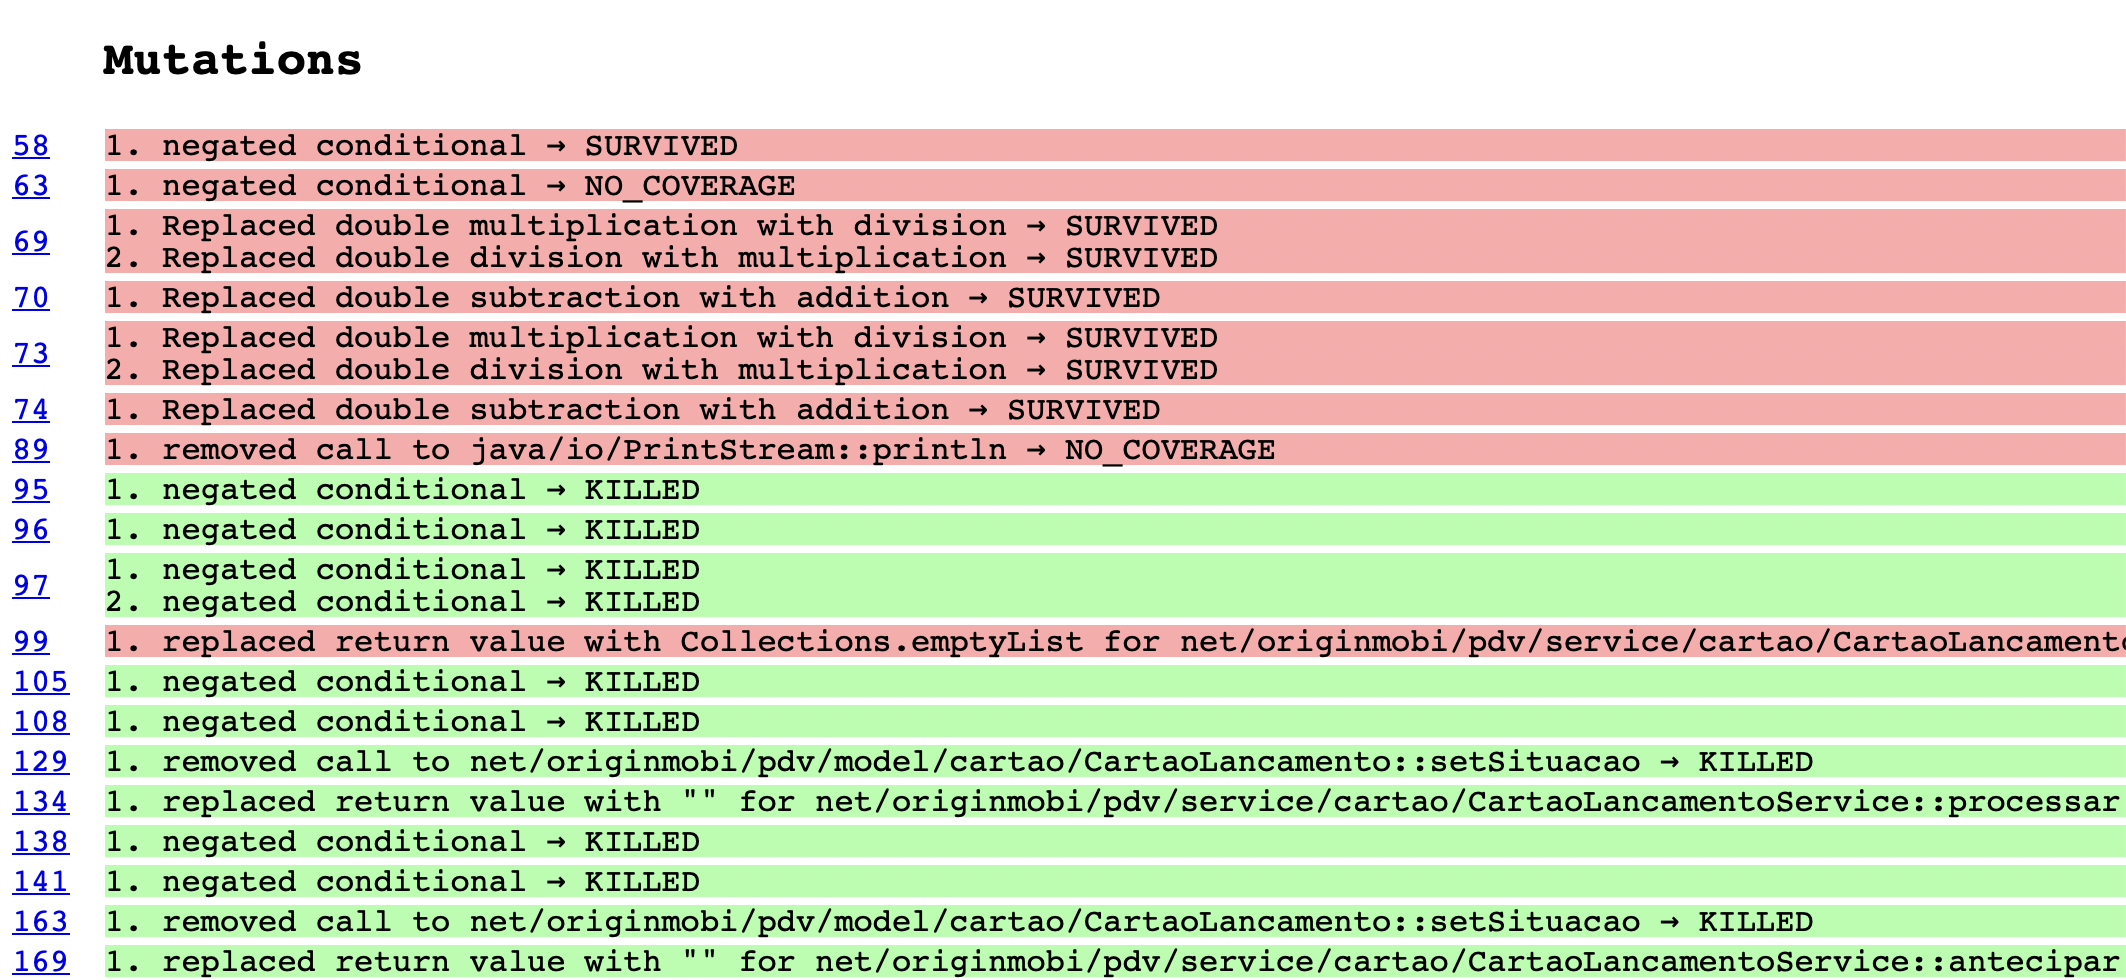 Mutations
58 1. negated conditional → SURVIVED
63 1. negated conditional → NO_COVERAGE
69 1. Replaced double multiplication with division → SURVIVED
2. Replaced double division with multiplication → SURVIVED
70 1. Replaced double subtraction with addition → SURVIVED
73 1. Replaced double multiplication with division → SURVIVED
2. Replaced double division with multiplication → SURVIVED
74 1. Replaced double subtraction with addition → SURVIVED
89 1. removed call to java/io/PrintStream::println → NO_COVERAGE
95 1. negated conditional → KILLED
96 1. negated conditional → KILLED
97 1. negated conditional → KILLED
2. negated conditional → KILLED
99 1. replaced return value with Collections.emptyList for net/originmobi/pdv/service/cartao/CartaoLancamento
105 1. negated conditional → KILLED
108 1. negated conditional → KILLED
129 1. removed call to net/originmobi/pdv/model/cartao/CartaoLancamento::setSituacao → KILLED
134 1. replaced return value with "" for net/originmobi/pdv/service/cartao/CartaoLancamentoService::processar
138 1. negated conditional → KILLED
141 1. negated conditional → KILLED
163 1. removed call to net/originmobi/pdv/model/cartao/CartaoLancamento::setSituacao → KILLED
169 1. replaced return value with "" for net/originmobi/pdv/service/cartao/CartaoLancamentoService::antecipar